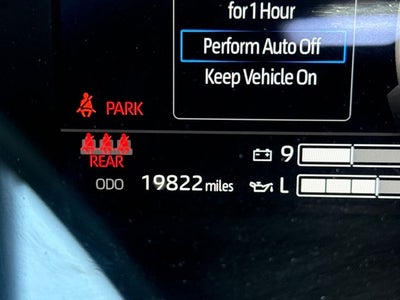 for 1 Hour
Perform Auto Off
Keep Vehicle On
PARK
REAR
9
ODO 19822 miles
L